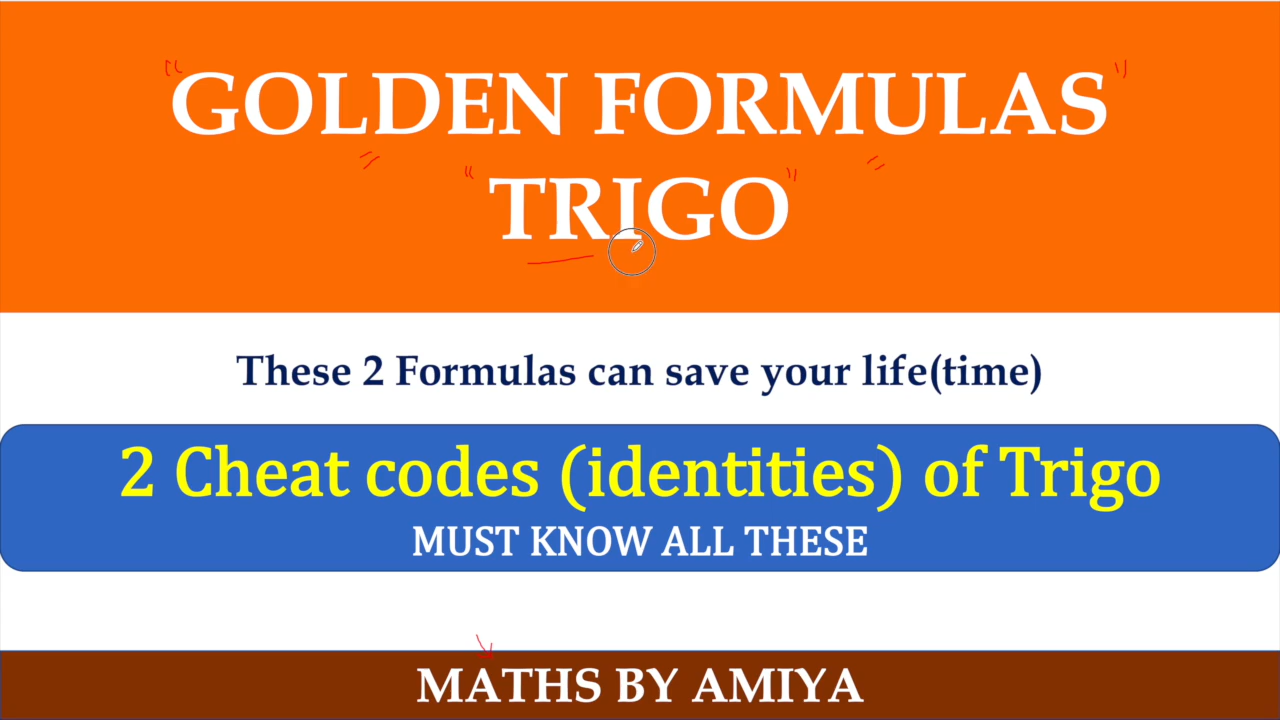 "GOLDEN FORMULAS"
"TRIGO"
These 2 Formulas can save your life(time)
2 Cheat codes (identities) of Trigo
MUST KNOW ALL THESE
MATHS BY AMIYA